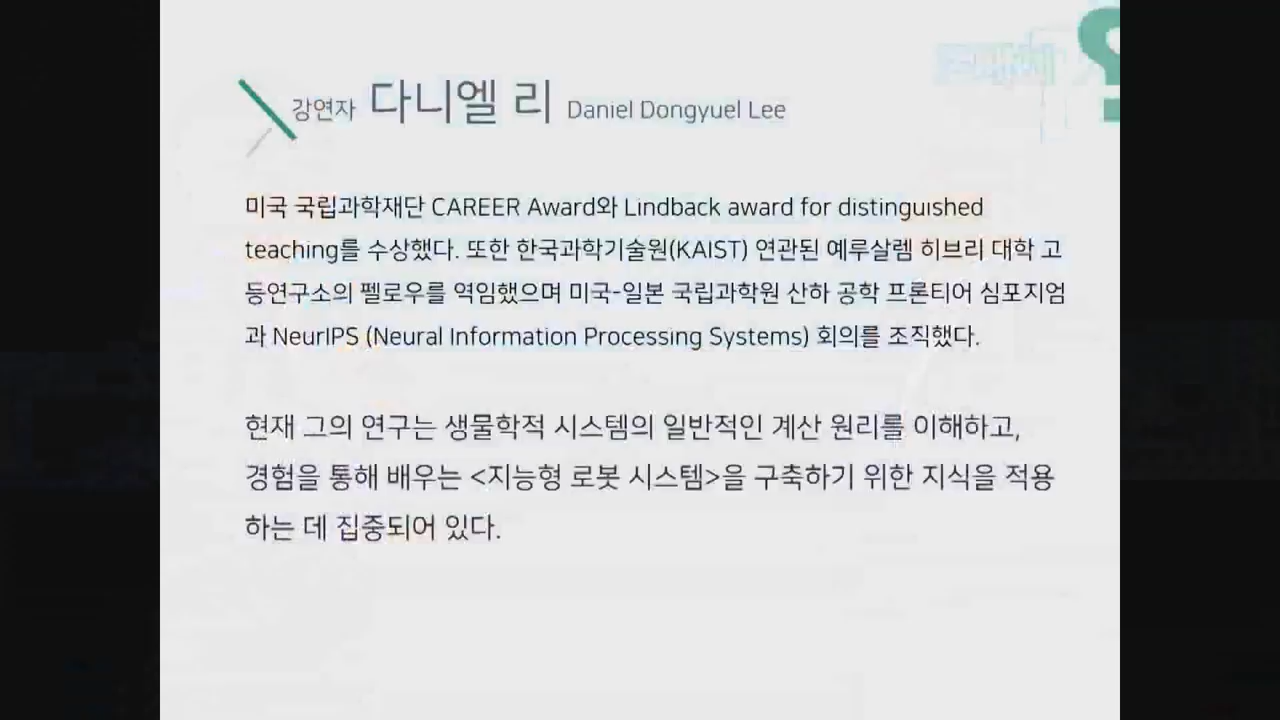 강연자 다니엘 리 Daniel Dongyuel Lee
미국 국립과학재단 CAREER Award와 Lindback award for distinguished
teaching를 수상했다. 또한 한국과학기술원(KAIST) 연관된 예루살렘 히브리 대학 고
등연구소의 펠로우를 역임했으며 미국-일본 국립과학원 산하 공학 프론티어 심포지엄
과 NeurIPS (Neural Information Processing Systems) 회의를 조직했다.
현재 그의 연구는 생물학적 시스템의 일반적인 계산 원리를 이해하고,
경험을 통해 배우는 <지능형 로봇 시스템>을 구축하기 위한 지식을 적용
하는 데 집중되어 있다.